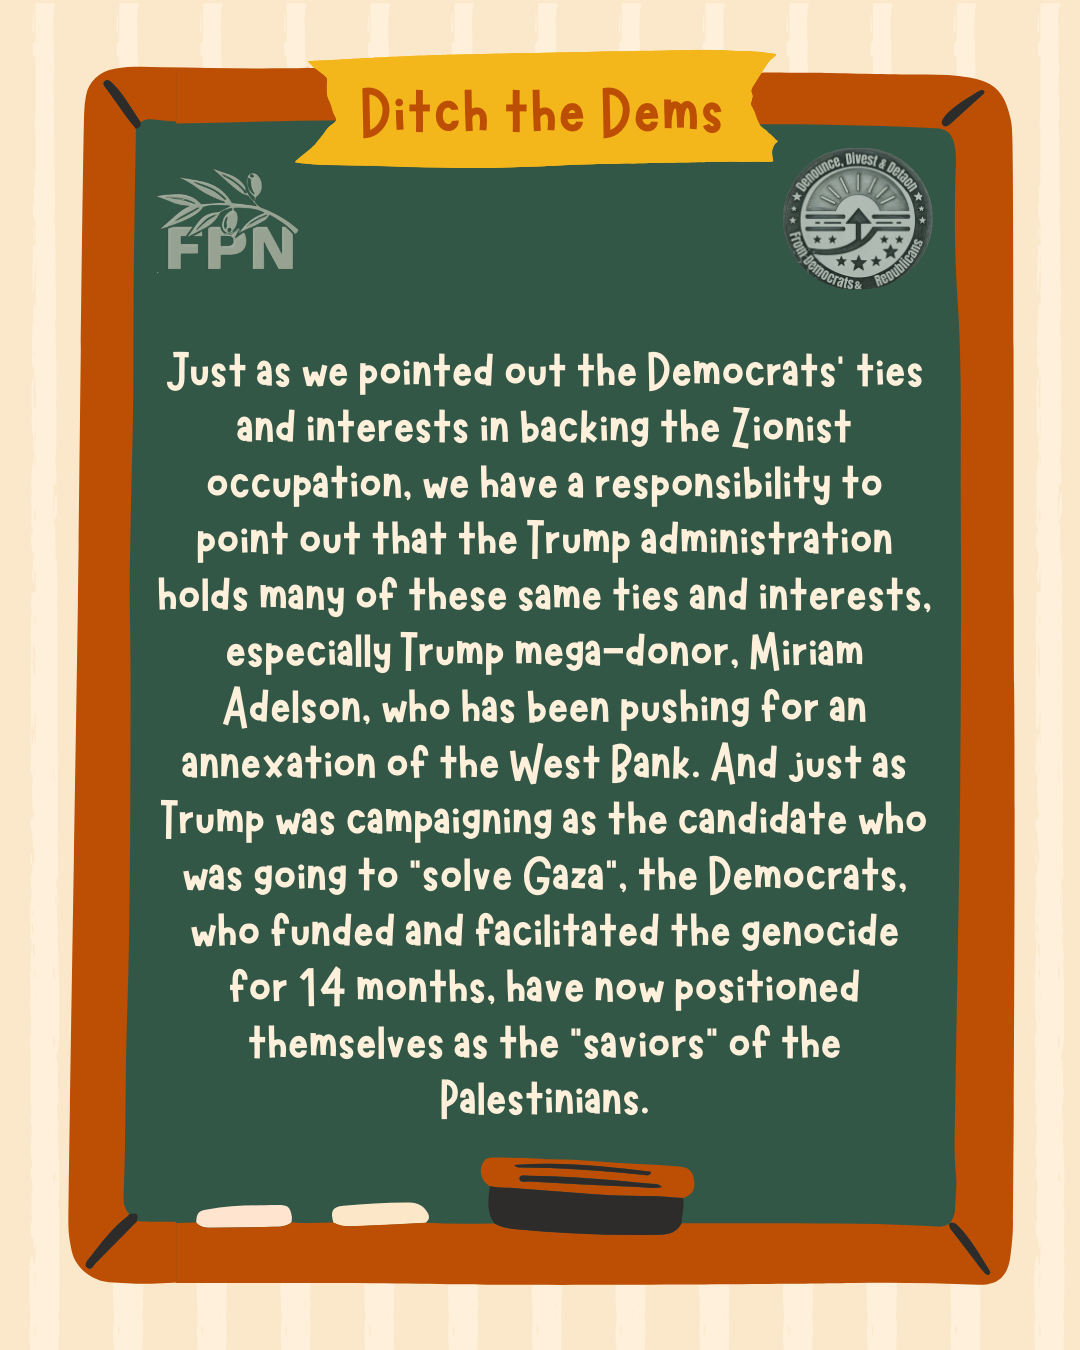 Ditch the Dems
FPN
Denounce, Divest & Detach
From Democrats & Republicans
Just as we pointed out the Democrats' ties
and interests in backing the Zionist
occupation, we have a responsibility to
point out that the Trump administration
holds many of these same ties and interests,
especially Trump mega-donor, Miriam
Adelson, who has been pushing for an
annexation of the West Bank. And just as
Trump was campaigning as the candidate who
was going to "solve Gaza", the Democrats,
who funded and facilitated the genocide
for 14 months, have now positioned
themselves as the "saviors" of the
Palestinians.